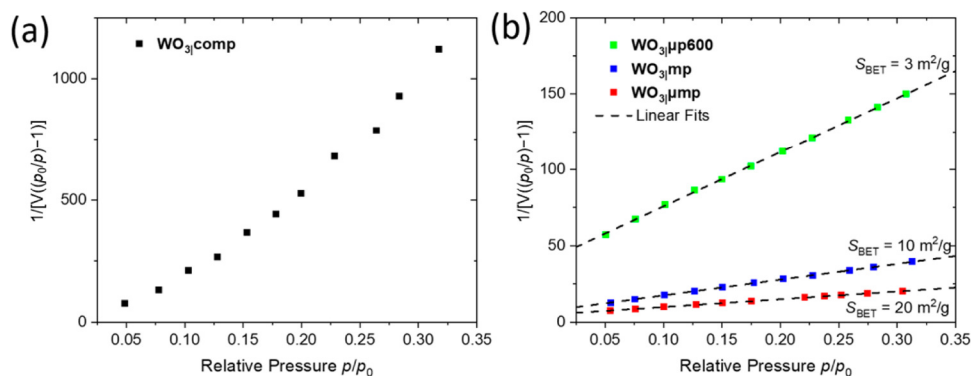 (a)
WO3|comp
1000
500
0
0.05 0.10 0.15 0.20 0.25 0.30 0.35
Relative Pressure p/p0
1/[V((p0/p)−1)]
(b)
WO3|μp600
WO3|mp
WO3|μmp
Linear Fits
SBET = 3 m²/g
SBET = 10 m²/g
SBET = 20 m²/g
200
150
100
50
0
0.05 0.10 0.15 0.20 0.25 0.30 0.35
Relative Pressure p/p0
1/[V((p0/p)−1)]